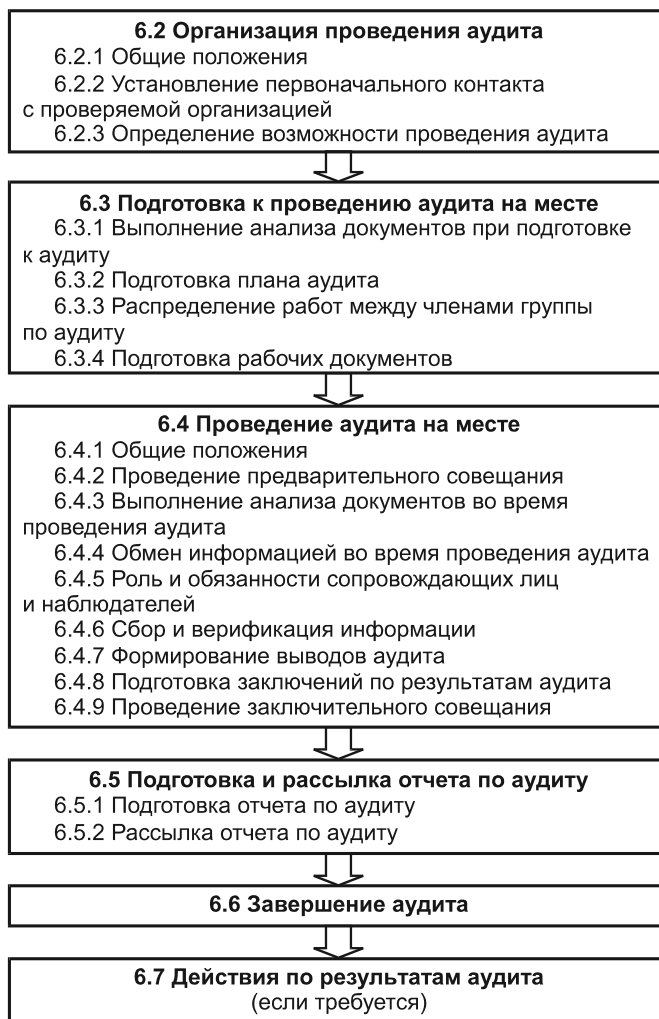 6.2 Организация проведения аудита
6.2.1 Общие положения
6.2.2 Установление первоначального контакта
с проверяемой организацией
6.2.3 Определение возможности проведения аудита
6.3 Подготовка к проведению аудита на месте
6.3.1 Выполнение анализа документов при подготовке
к аудиту
6.3.2 Подготовка плана аудита
6.3.3 Распределение работ между членами группы
по аудиту
6.3.4 Подготовка рабочих документов
6.4 Проведение аудита на месте
6.4.1 Общие положения
6.4.2 Проведение предварительного совещания
6.4.3 Выполнение анализа документов во время
проведения аудита
6.4.4 Обмен информацией во время проведения аудита
6.4.5 Роль и обязанности сопровождающих лиц
и наблюдателей
6.4.6 Сбор и верификация информации
6.4.7 Формирование выводов аудита
6.4.8 Подготовка заключений по результатам аудита
6.4.9 Проведение заключительного совещания
6.5 Подготовка и рассылка отчета по аудиту
6.5.1 Подготовка отчета по аудиту
6.5.2 Рассылка отчета по аудиту
6.6 Завершение аудита
6.7 Действия по результатам аудита
(если требуется)